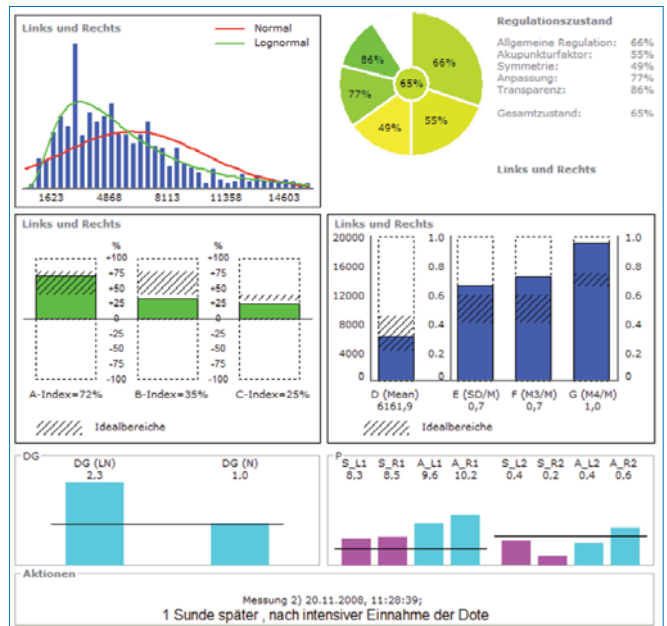 Links und Rechts
Normal
Lognormal
1623 4868 8113 11358 14603
86% 66%
65%
77%
49% 55%
Regulationszustand
Allgemeine Regulation: 66%
Akupunkturfaktor: 55%
Symmetrie: 49%
Anpassung: 77%
Transparenz: 86%
Gesamtzustand: 65%
Links und Rechts
Links und Rechts
% %
+100 +100
+75 +75
+50 +50
+25 +25
0 0
-25 -25
-50 -50
-75 -75
-100 -100
A-Index=72% B-Index=35% C-Index=25%
Idealbereiche
Links und Rechts
20000 1.0 1.0
16000 0.8 0.8
12000 0.6 0.6
8000 0.4 0.4
4000 0.2 0.2
0 0 0
D (Mean) E (SD/M) F (M3/M) G (M4/M)
6161,9 0,7 0,7 1,0
Idealbereiche
DG
DG (LN) DG (N)
2,3 1,0
P
S_L1 S_R1 A_L1 A_R1 S_L2 S_R2 A_L2 A_R2
8,3 8,5 9,6 10,2 0,4 0,2 0,4 0,6
Aktionen
Messung 2) 20.11.2008, 11:28:39;
1 Sunde später , nach intensiver Einnahme der Dote